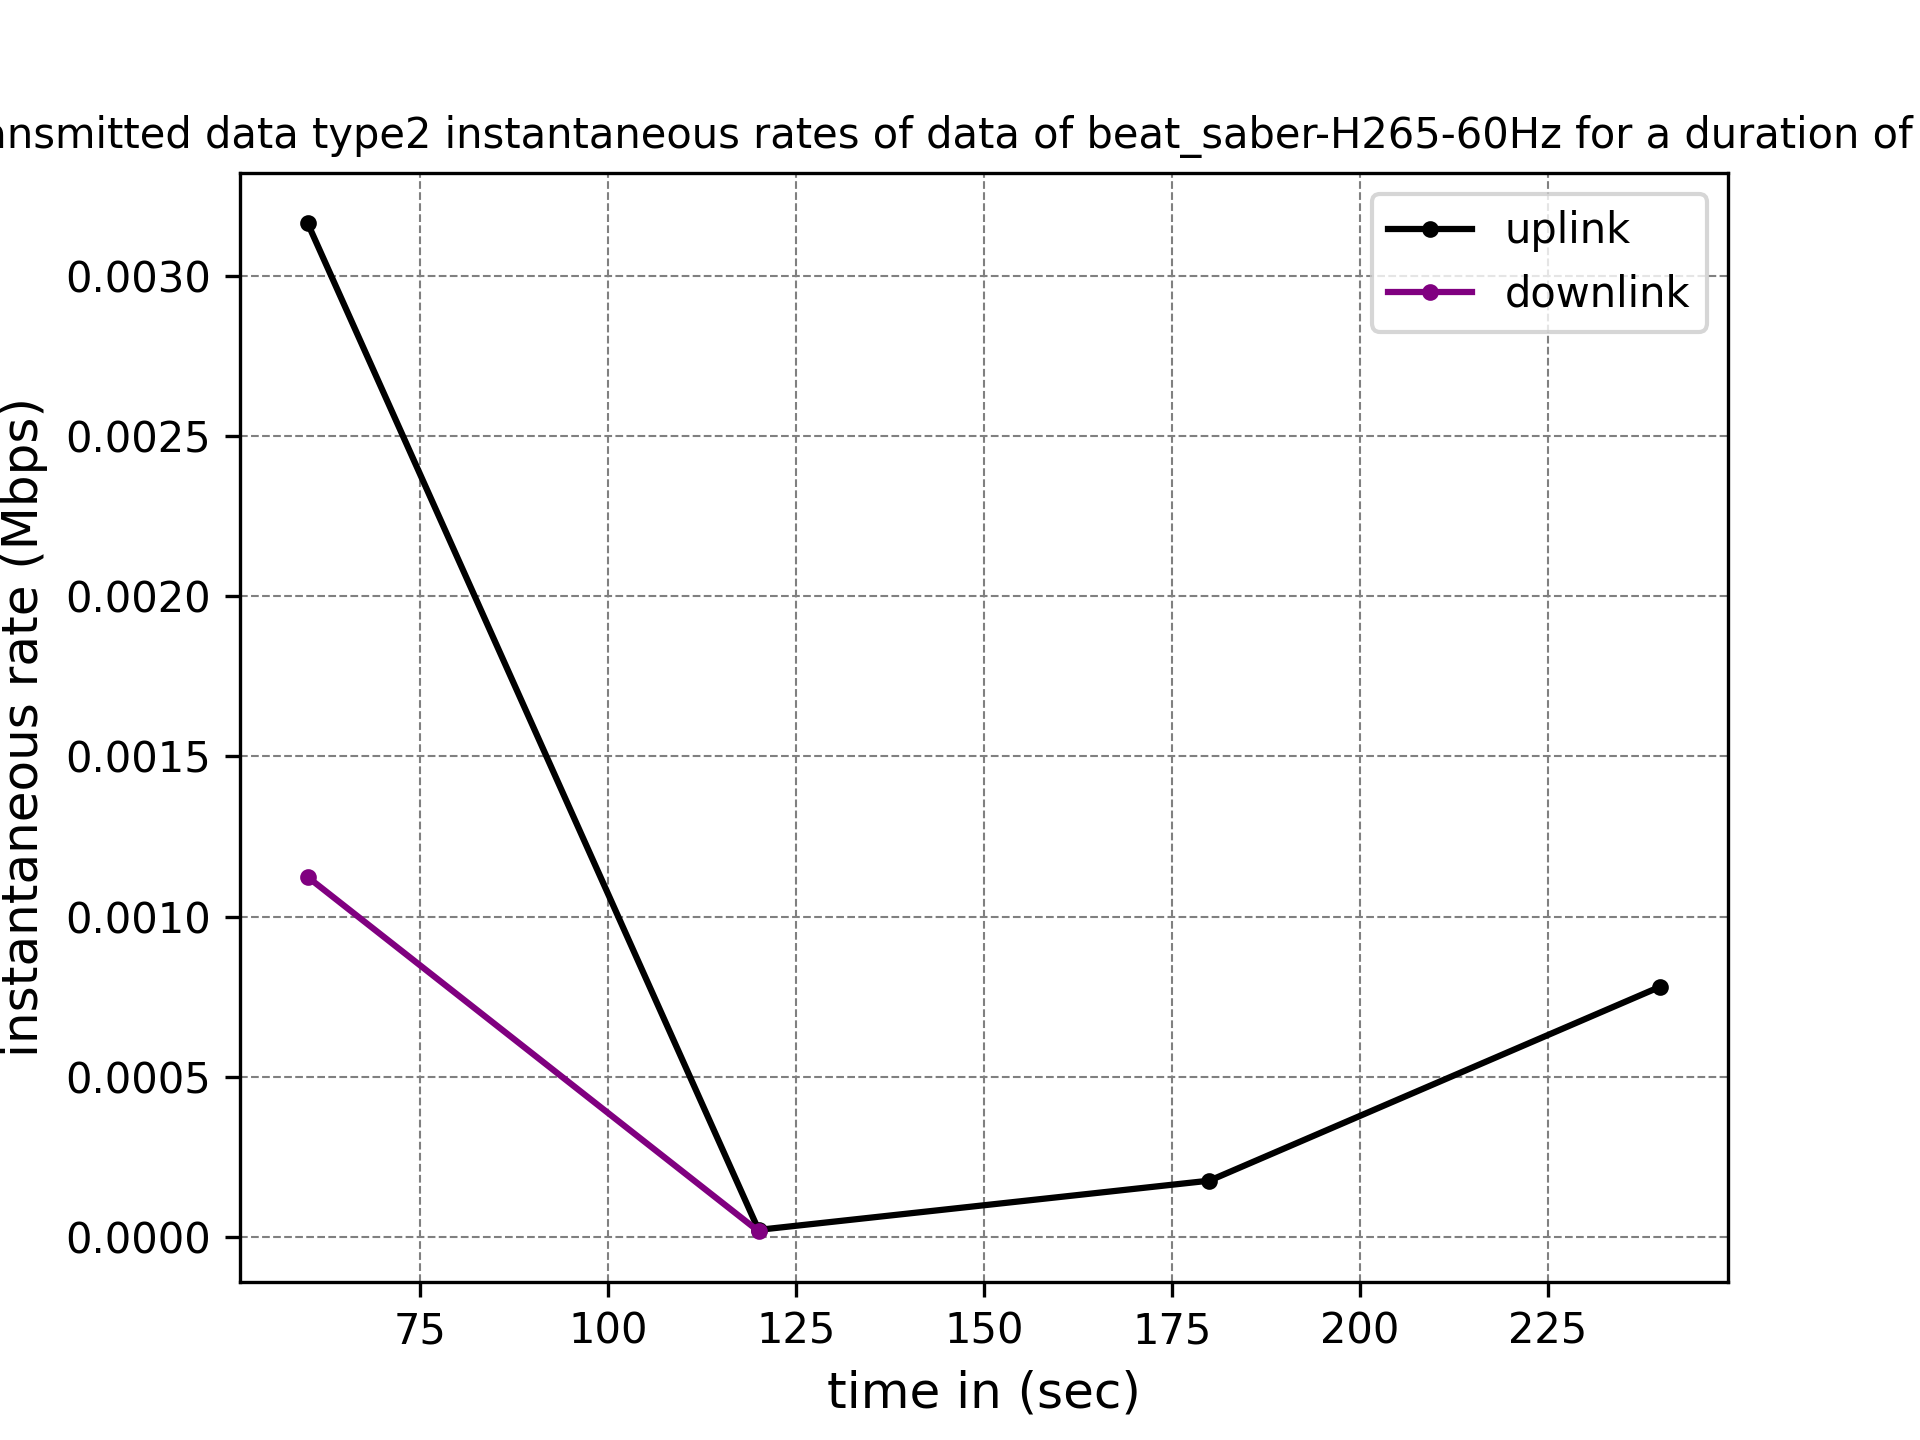 data type2 instantaneous rates of data of beat_saber-H265-60Hz for a duration of
uplink
downlink
instantaneous rate (Mbps)
0.0030
0.0025
0.0020
0.0015
0.0010
0.0005
0.0000
75 100 125 150 175 200 225
time in (sec)